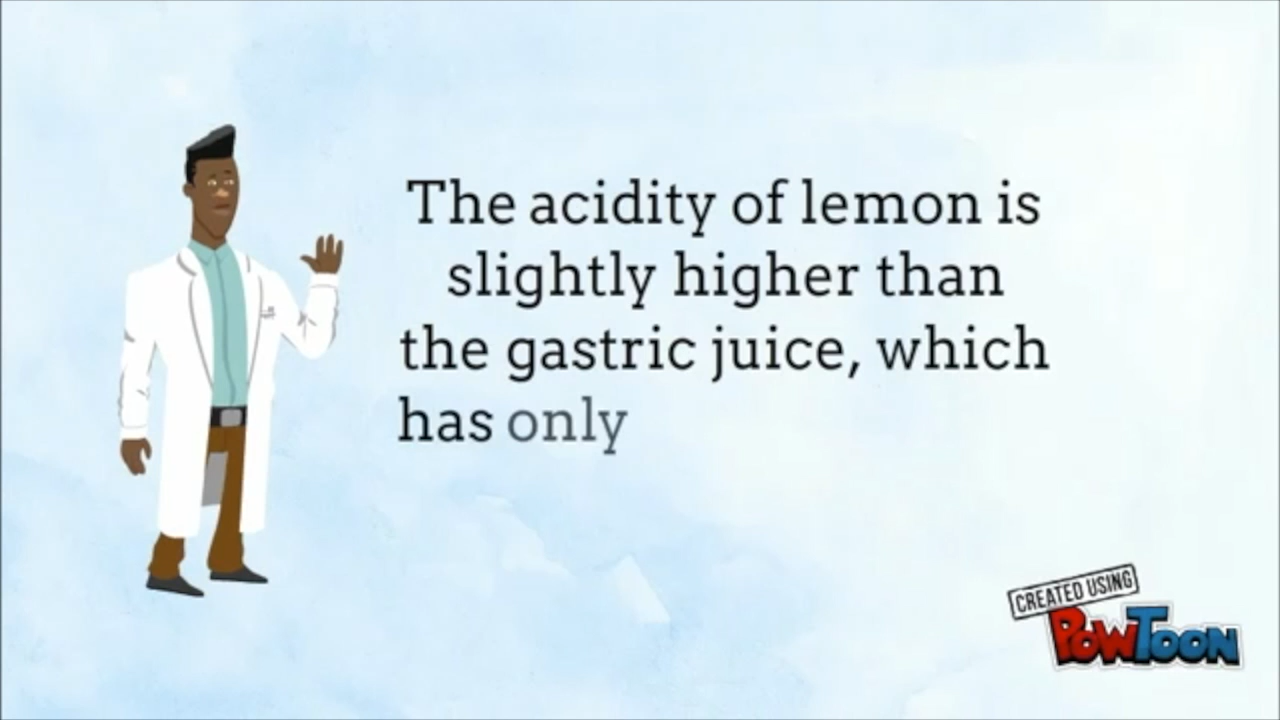 The acidity of lemon is
slightly higher than
the gastric juice, which
has only
CREATED USING
POWTOON